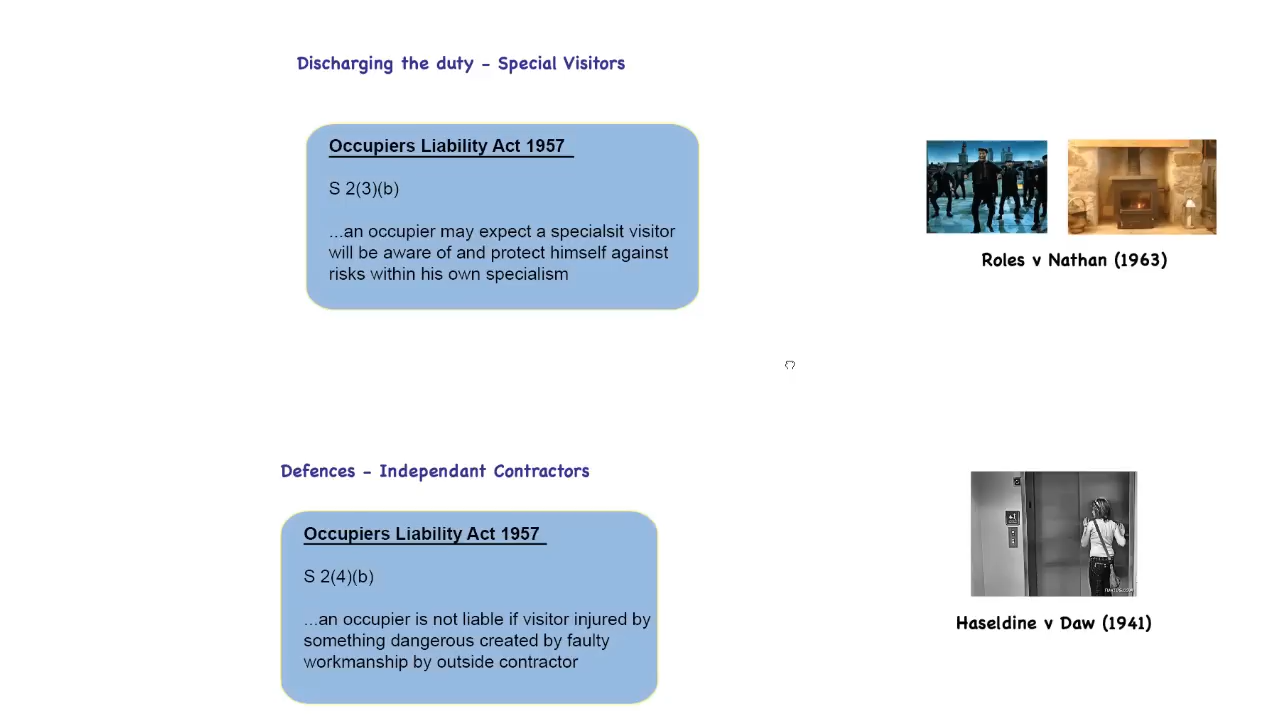 Discharging the duty - Special Visitors
Occupiers Liability Act 1957
S 2(3)(b)
...an occupier may expect a specialsit visitor
will be aware of and protect himself against
risks within his own specialism
Roles v Nathan (1963)
Defences - Independant Contractors
Occupiers Liability Act 1957
S 2(4)(b)
...an occupier is not liable if visitor injured by
something dangerous created by faulty
workmanship by outside contractor
Haseldine v Daw (1941)